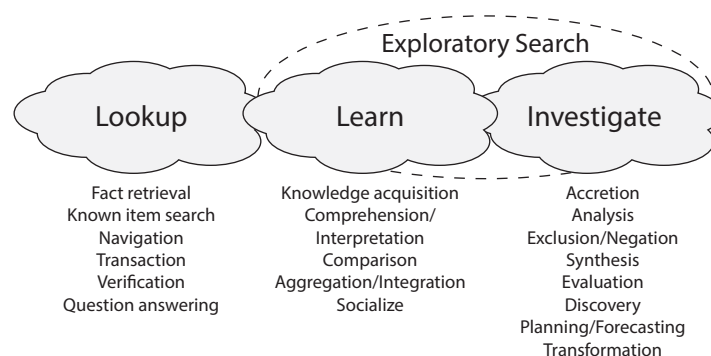 Exploratory Search
Lookup
Learn
Investigate
Fact retrieval
Known item search
Navigation
Transaction
Verification
Question answering
Knowledge acquisition
Comprehension/
Interpretation
Comparison
Aggregation/Integration
Socialize
Accretion
Analysis
Exclusion/Negation
Synthesis
Evaluation
Discovery
Planning/Forecasting
Transformation